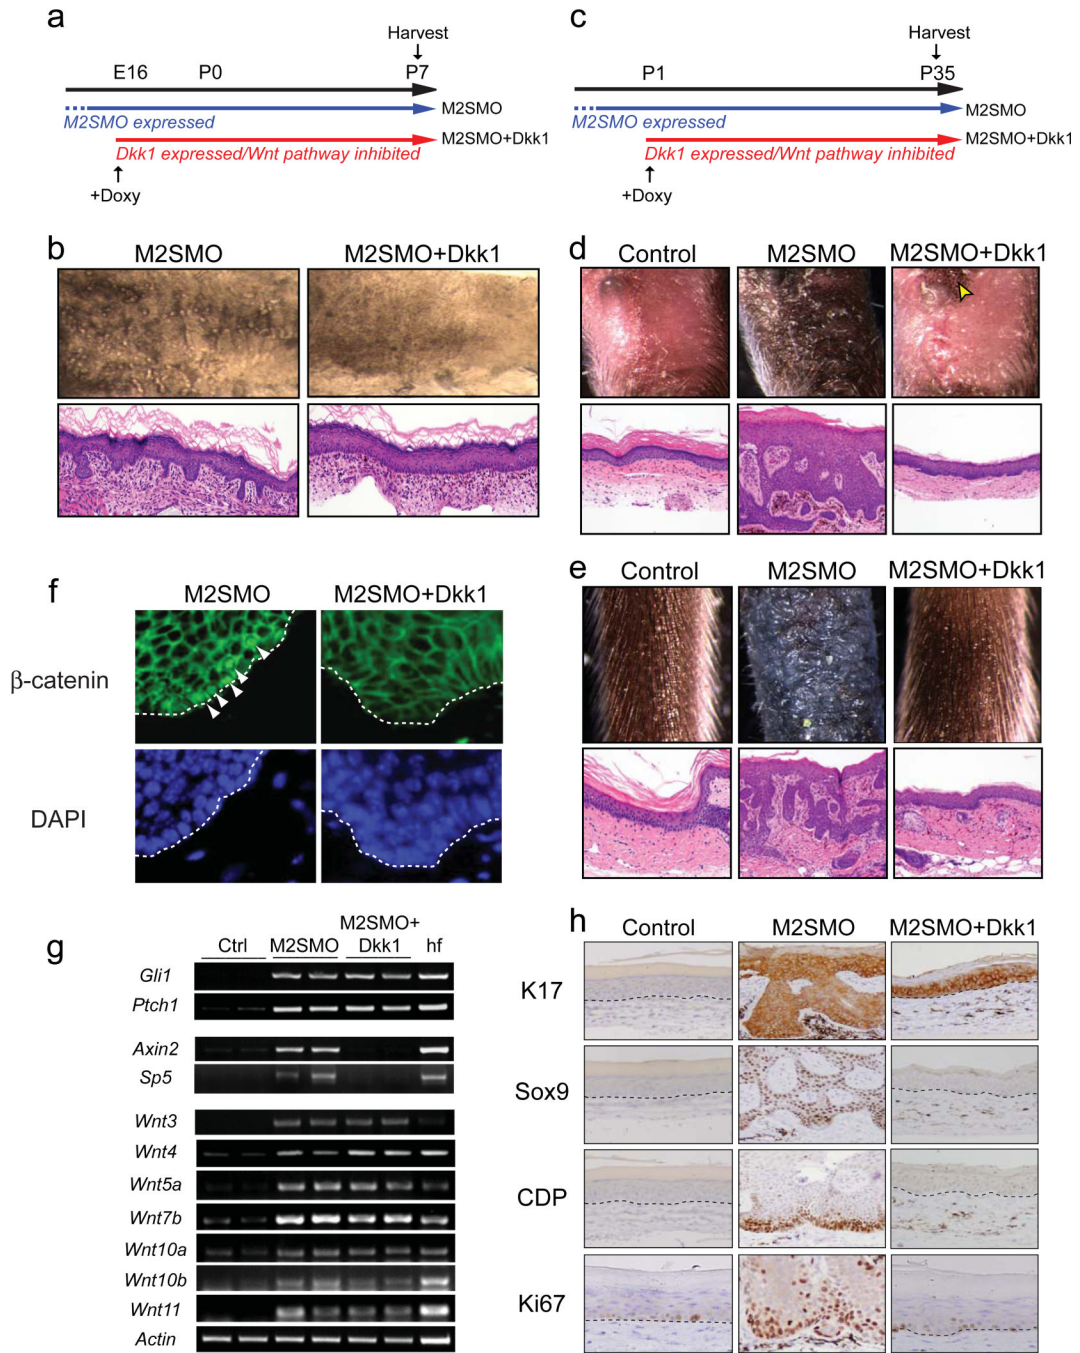 a
Harvest
E16 P0 P7
M2SMO
M2SMO expressed
M2SMO+Dkk1
Dkk1 expressed/Wnt pathway inhibited
+Doxy
c
Harvest
P1 P35
M2SMO
M2SMO expressed
M2SMO+Dkk1
Dkk1 expressed/Wnt pathway inhibited
+Doxy
b
M2SMO M2SMO+Dkk1
d
Control M2SMO M2SMO+Dkk1
e
Control M2SMO M2SMO+Dkk1
f
M2SMO M2SMO+Dkk1
β-catenin
DAPI
g
M2SMO+
Ctrl M2SMO Dkk1 hf
Gli1
Ptch1
Axin2
Sp5
Wnt3
Wnt4
Wnt5a
Wnt7b
Wnt10a
Wnt10b
Wnt11
Actin
h
Control M2SMO M2SMO+Dkk1
K17
Sox9
CDP
Ki67